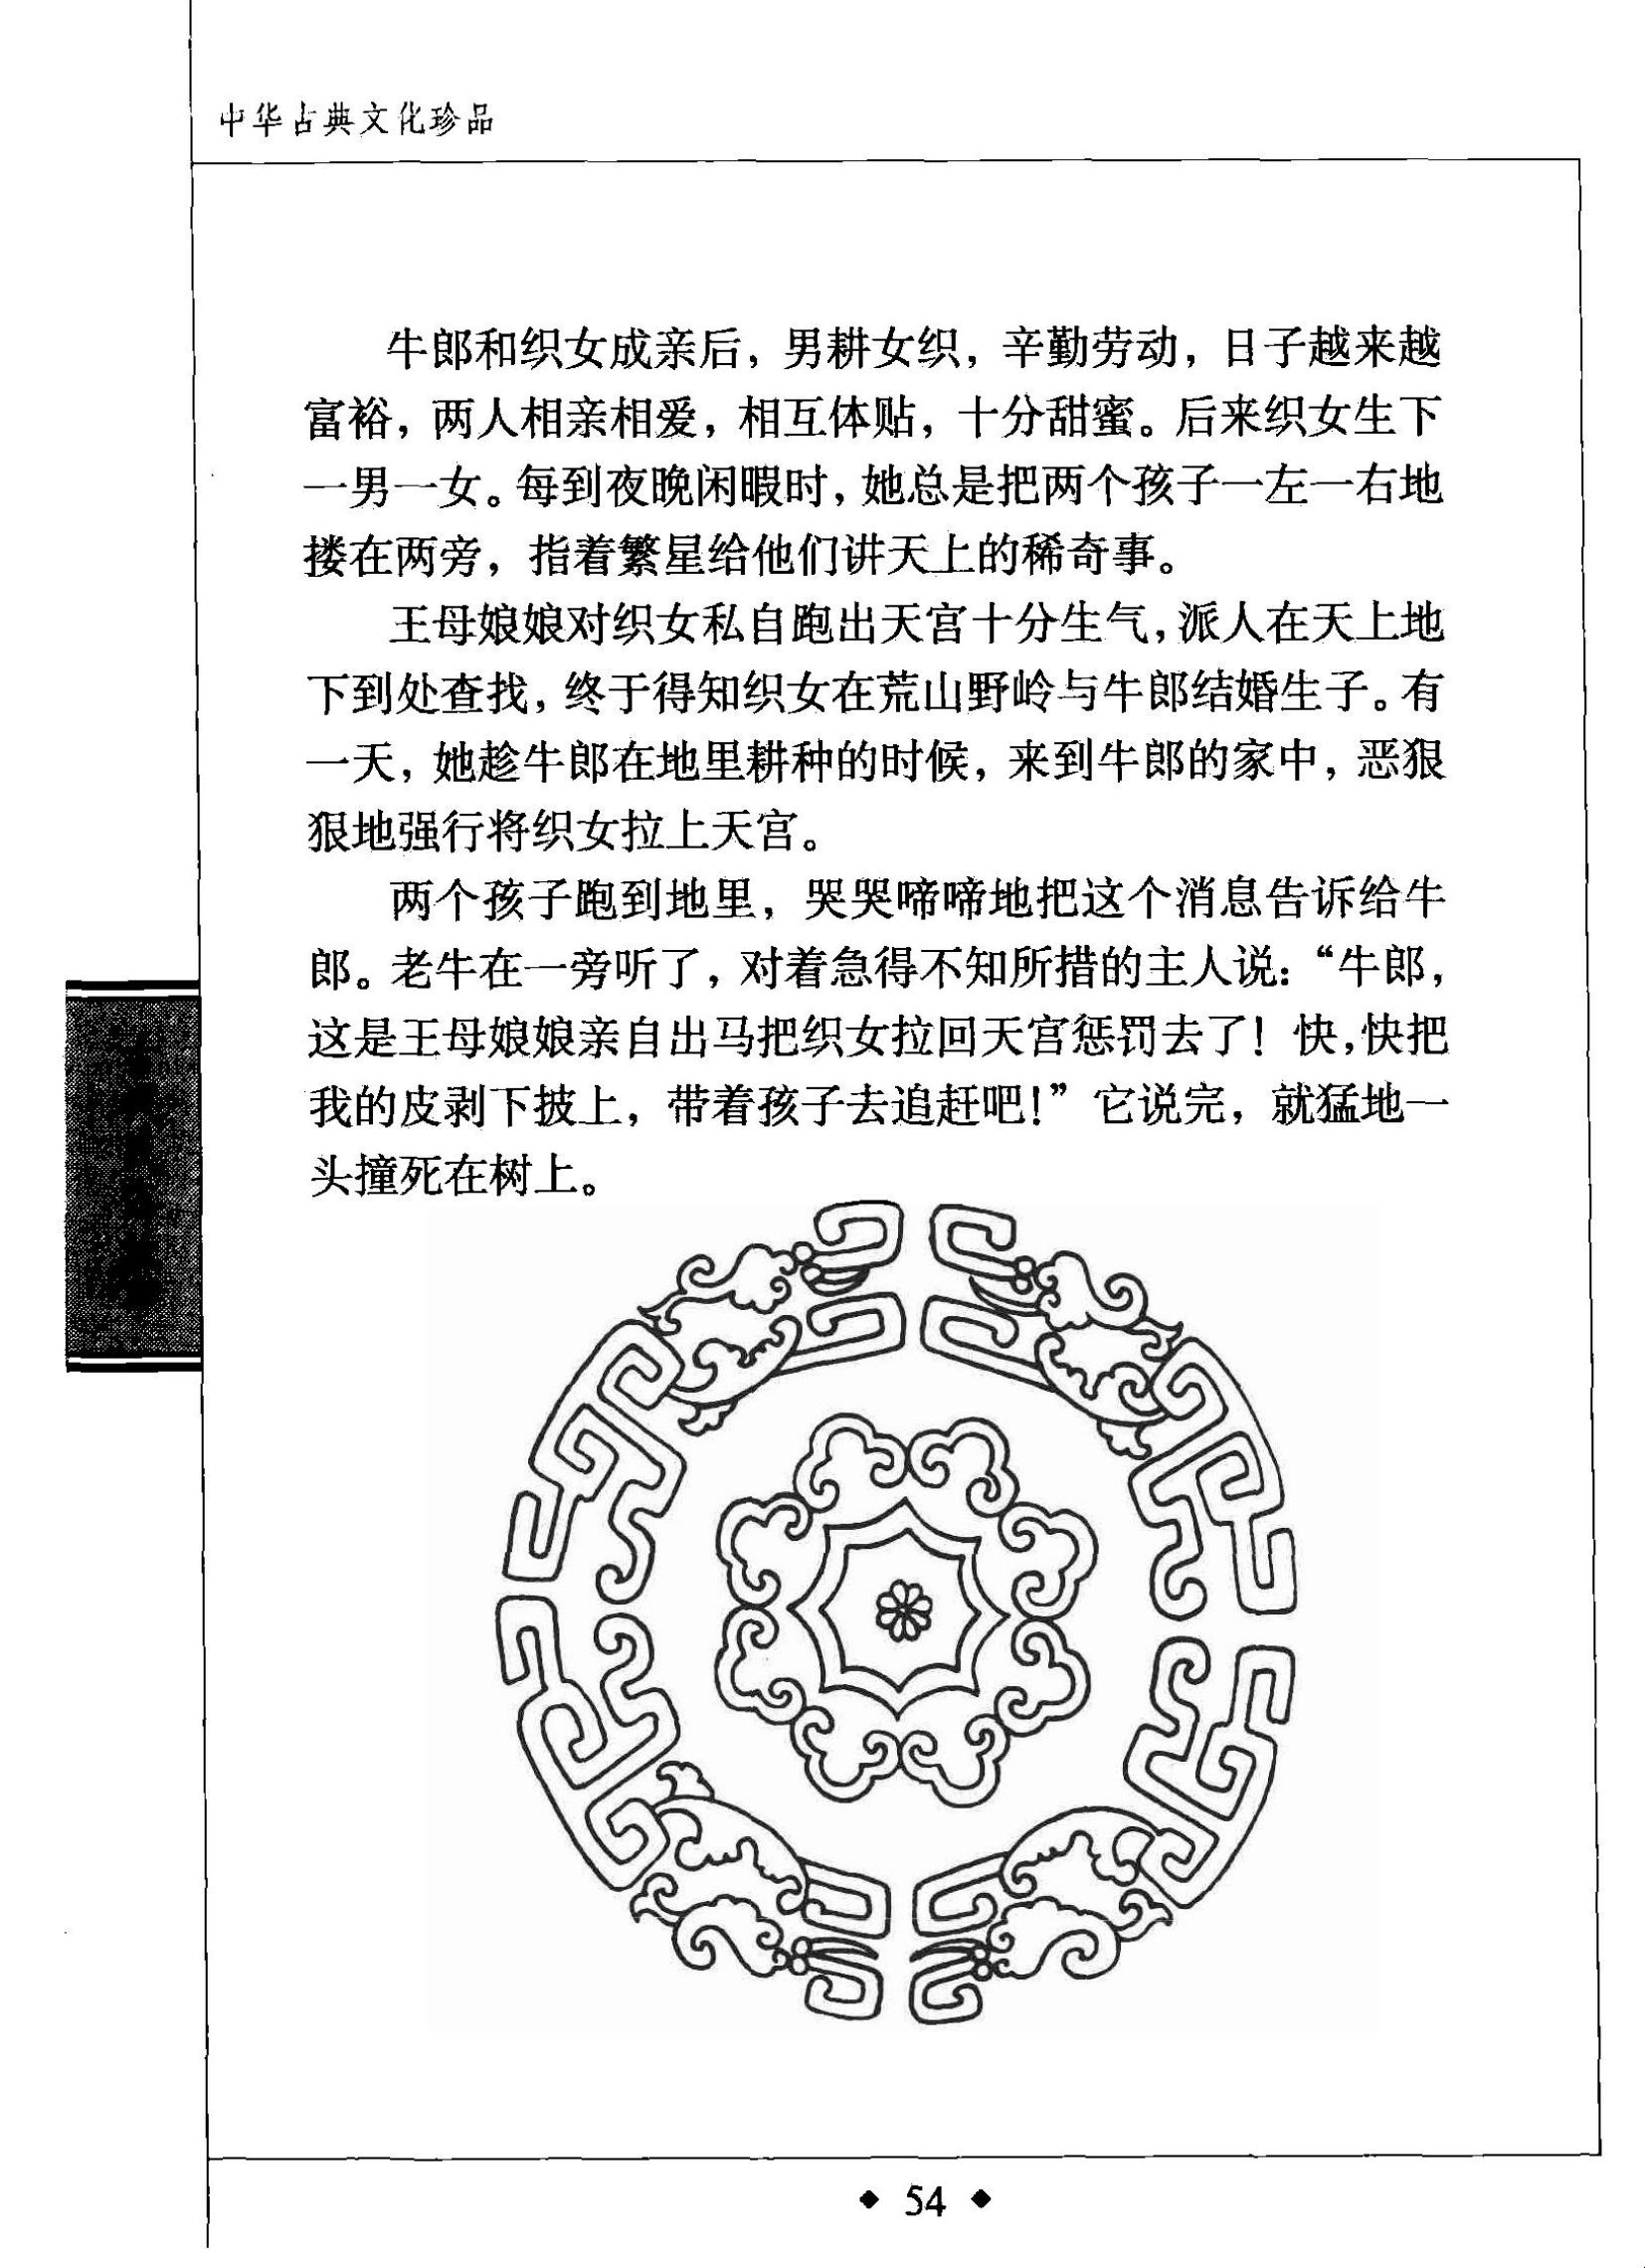 中华古典文化珍品
牛郎和织女成亲后，男耕女织，辛勤劳动，日子越来越
富裕，两人相亲相爱，相互体贴，十分甜蜜。后来织女生下
一男一女。每到夜晚闲暇时，她总是把两个孩子一左一右地
搂在两旁，指着繁星给他们讲天上的稀奇事。
王母娘娘对织女私自跑出天宫十分生气，派人在天上地
下到处查找，终于得知织女在荒山野岭与牛郎结婚生子。有
一天，她趁牛郎在地里耕种的时候，来到牛郎的家中，恶狠
狠地强行将织女拉上天宫。
两个孩子跑到地里，哭哭啼啼地把这个消息告诉给牛
郎。老牛在一旁听了，对着急得不知所措的主人说：“牛郎，
这是王母娘娘亲自出马把织女拉回天宫惩罚去了！快，快把
我的皮剥下披上，带着孩子去追赶吧！”它说完，就猛地一
头撞死在树上。
◆ 54 ◆